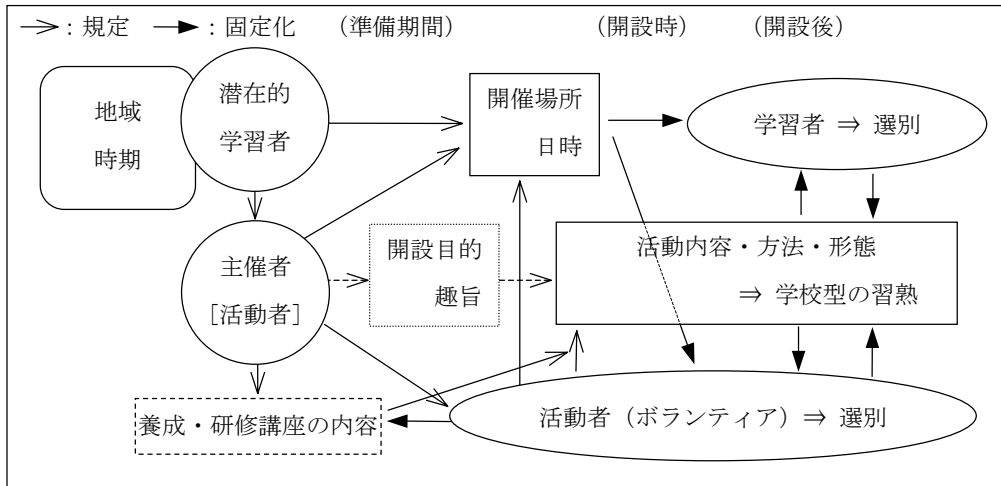 →：規定　→：固定化　（準備期間）　（開設時）　（開設後）
地域
時期
潜在的
学習者
開催場所
日時
学習者 ⇒ 選別
主催者
［活動者］
開設目的
趣旨
活動内容・方法・形態
⇒ 学校型の習熟
養成・研修講座の内容
活動者（ボランティア）⇒ 選別